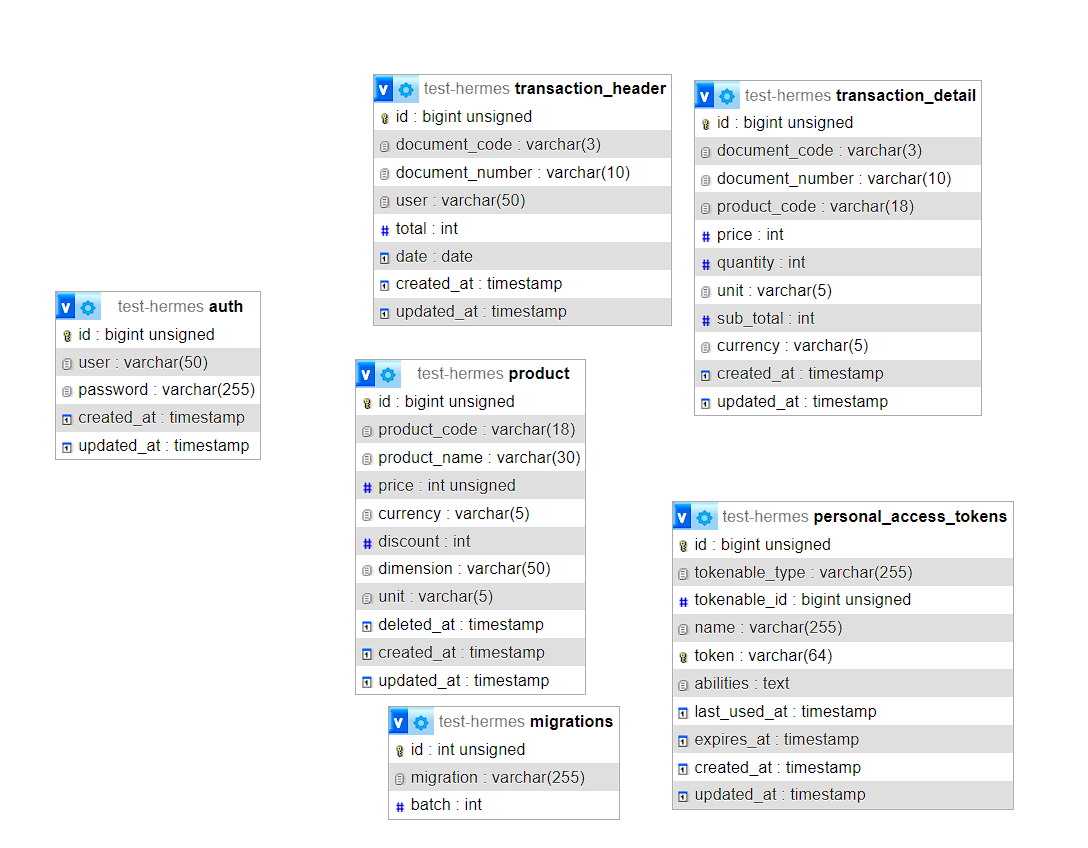 v test-hermes transaction_header
id : bigint unsigned
document_code : varchar(3)
document_number : varchar(10)
user : varchar(50)
# total : int
date : date
created_at : timestamp
updated_at : timestamp
v test-hermes transaction_detail
id : bigint unsigned
document_code : varchar(3)
document_number : varchar(10)
product_code : varchar(18)
# price : int
# quantity : int
unit : varchar(5)
# sub_total : int
currency : varchar(5)
created_at : timestamp
updated_at : timestamp
v test-hermes auth
id : bigint unsigned
user : varchar(50)
password : varchar(255)
created_at : timestamp
updated_at : timestamp
v test-hermes product
id : bigint unsigned
product_code : varchar(18)
product_name : varchar(30)
# price : int unsigned
currency : varchar(5)
# discount : int
dimension : varchar(50)
unit : varchar(5)
deleted_at : timestamp
created_at : timestamp
updated_at : timestamp
v test-hermes personal_access_tokens
id : bigint unsigned
tokenable_type : varchar(255)
# tokenable_id : bigint unsigned
name : varchar(255)
token : varchar(64)
abilities : text
last_used_at : timestamp
expires_at : timestamp
created_at : timestamp
updated_at : timestamp
v test-hermes migrations
id : int unsigned
migration : varchar(255)
# batch : int